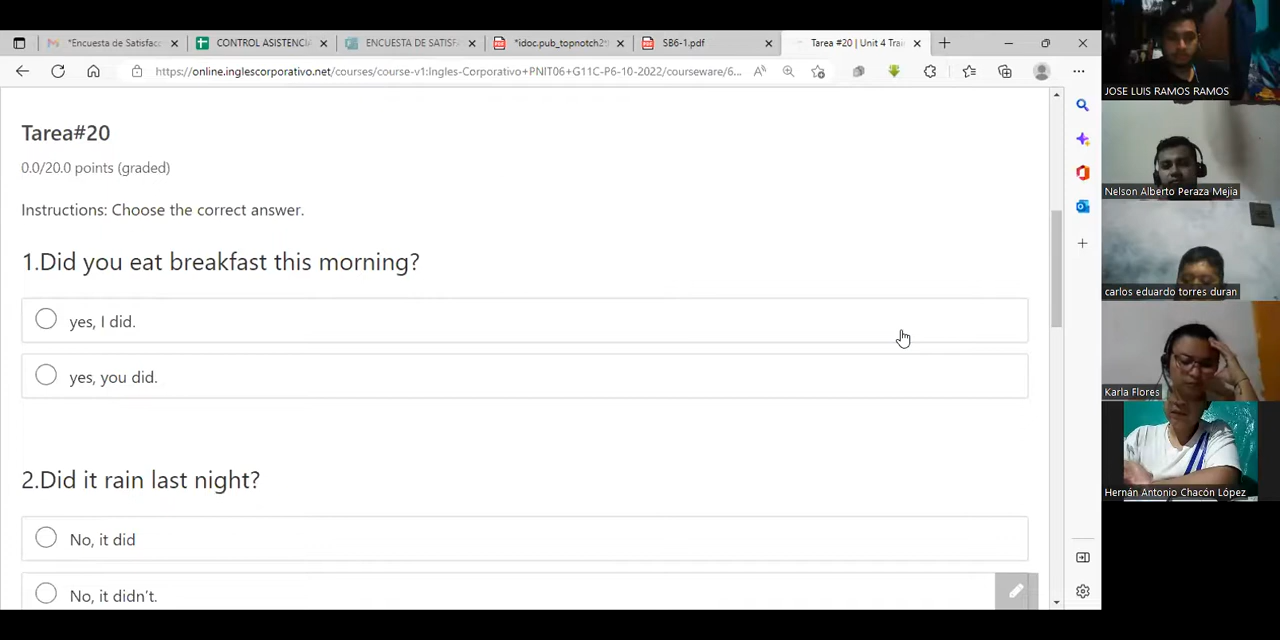 *Encuesta de Satisfacc
CONTROL ASISTENCIA
ENCUESTA DE SATISF
*idoc.pub_topnotch2
SB6-1.pdf
Tarea #20 | Unit 4 Trai
https://online.inglescorporativo.net/courses/course-v1:Ingles-Corporativo+PNIT06+G11C-P6-10-2022/courseware/6...
Tarea#20
0.0/20.0 points (graded)
Instructions: Choose the correct answer.
1.Did you eat breakfast this morning?
yes, I did.
yes, you did.
2.Did it rain last night?
No, it did
No, it didn't.
JOSE LUIS RAMOS RAMOS
Nelson Alberto Peraza Mejia
carlos eduardo torres duran
Karla Flores
Hernán Antonio Chacón López